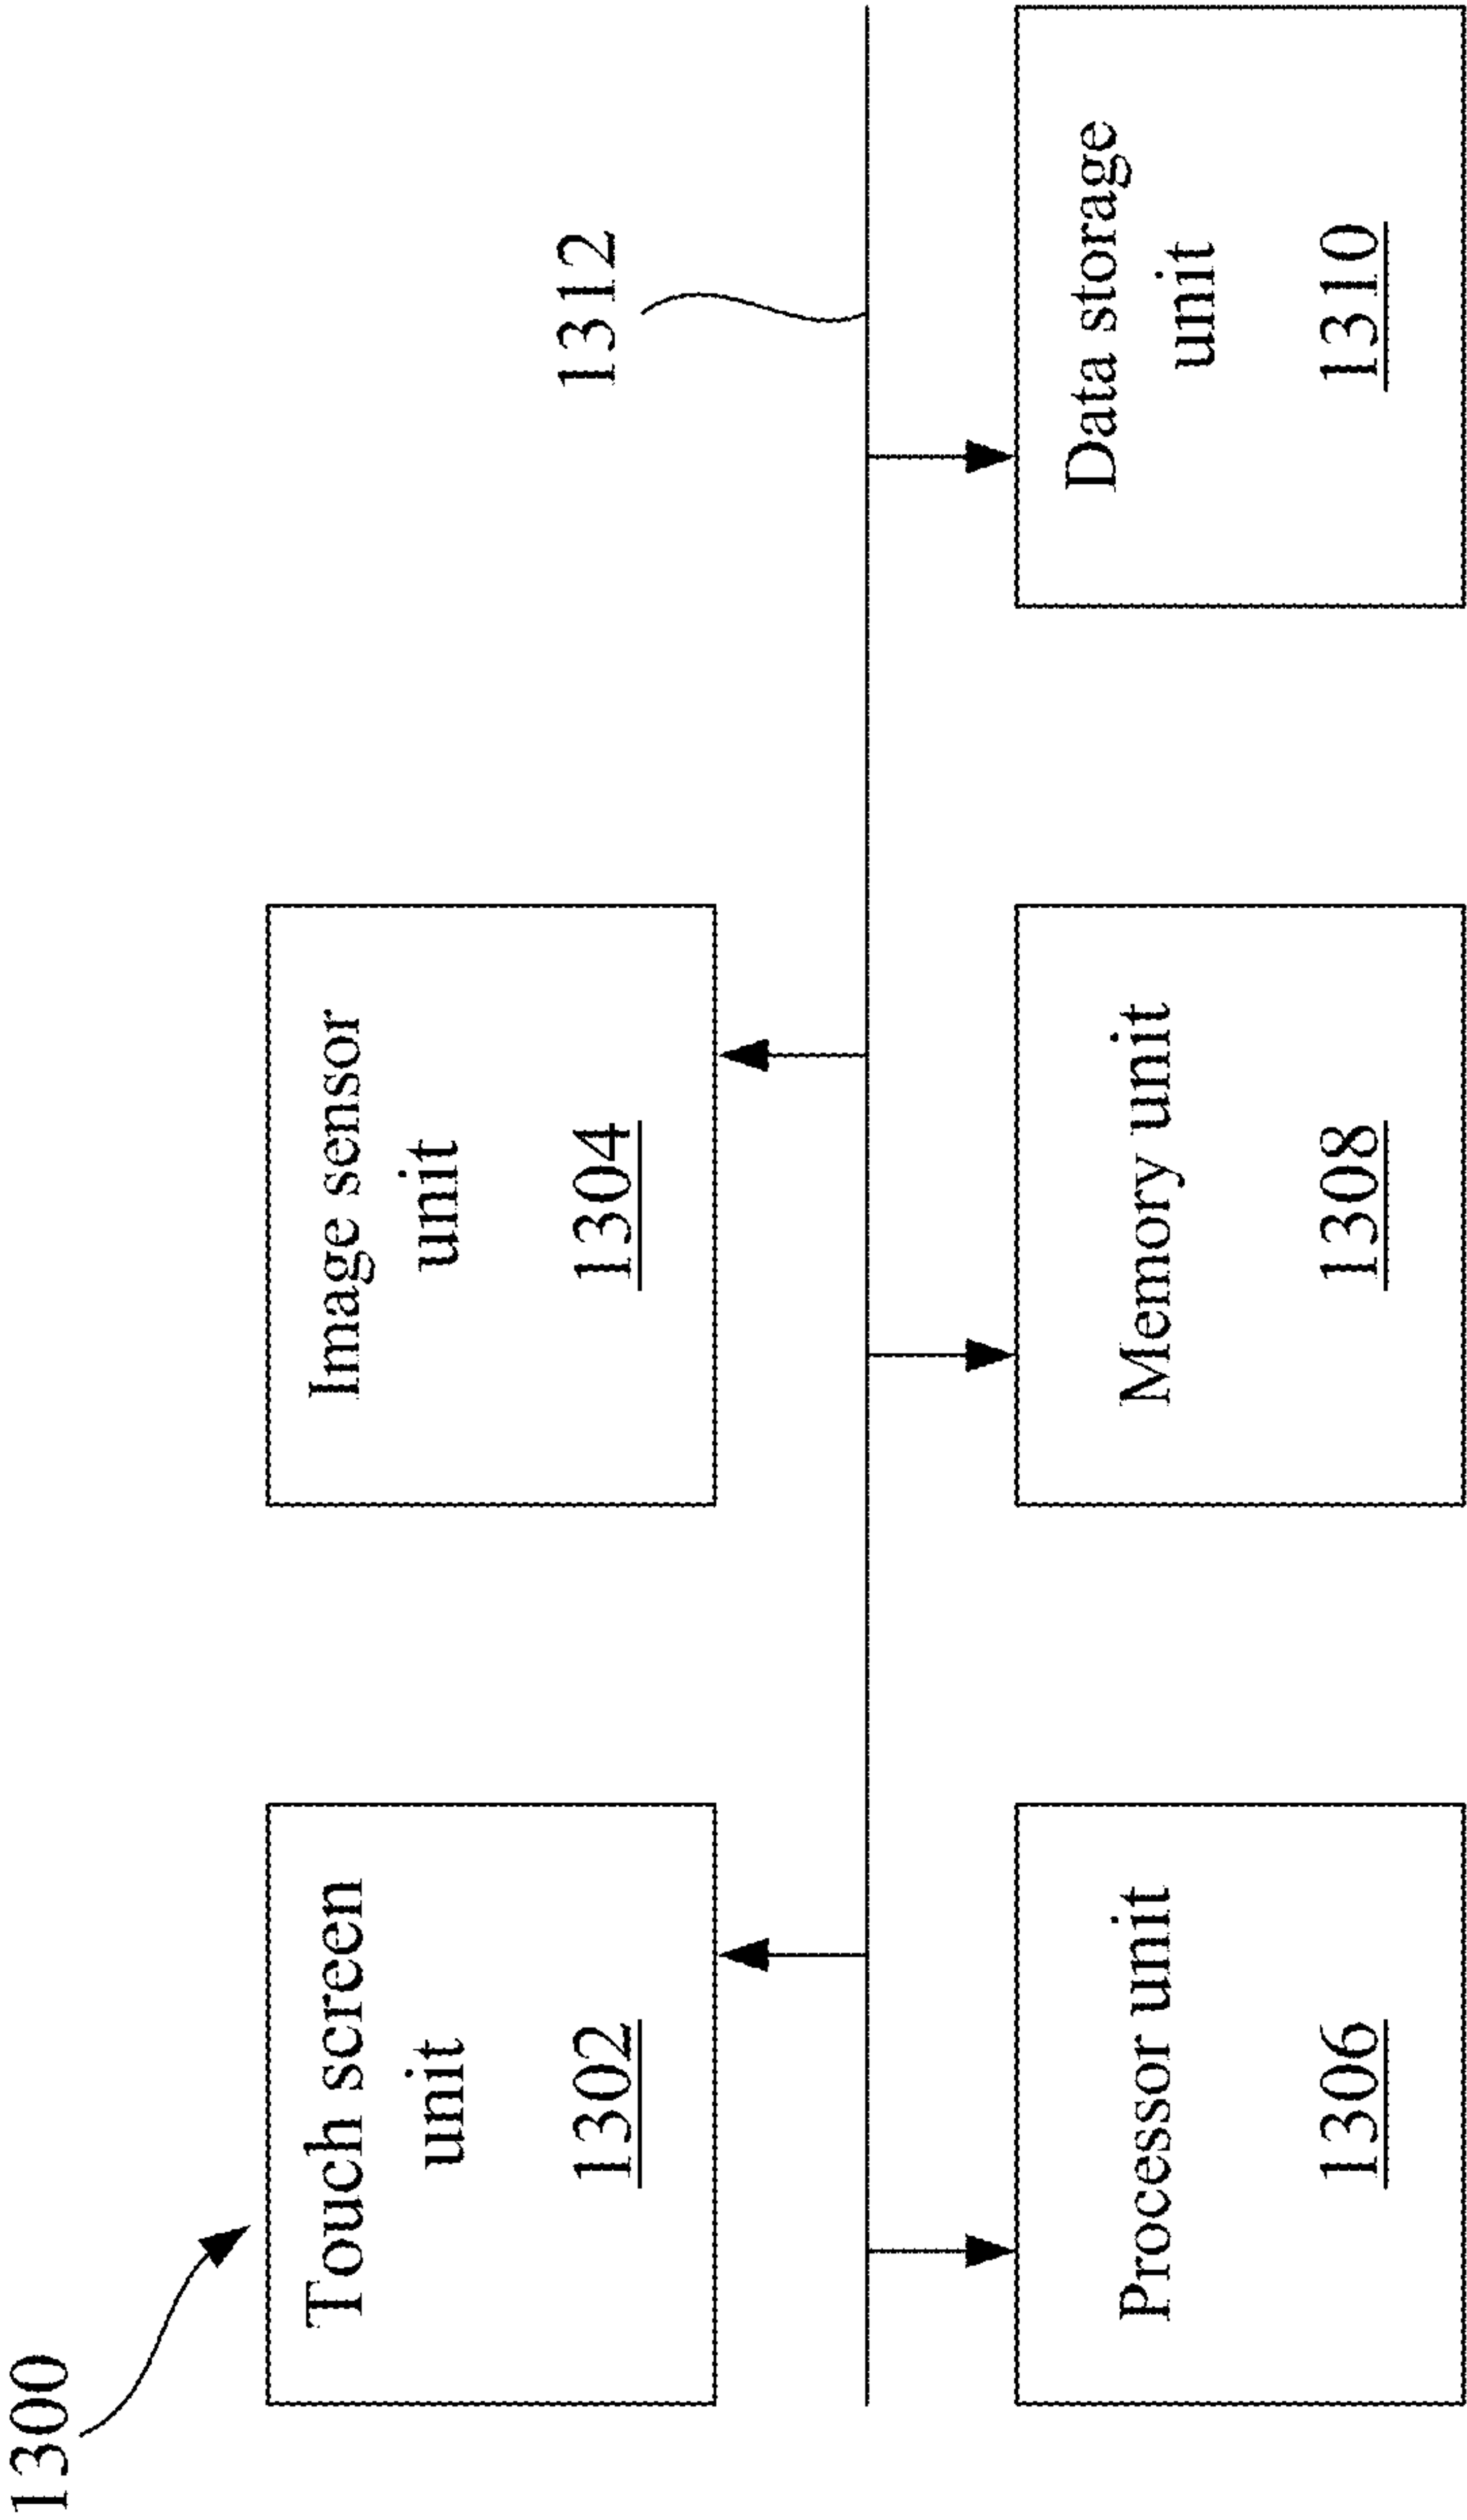 1300
Touch screen
unit
1302
Image sensor
unit
1304
1312
Processor unit
1306
Memory unit
1308
Data storage
unit
1310